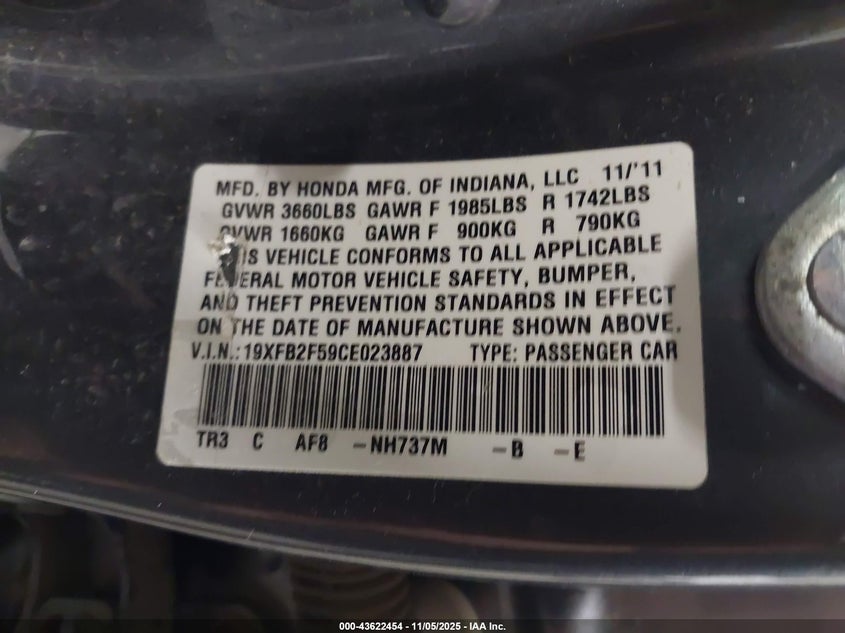 MFD. BY HONDA MFG. OF INDIANA, LLC 11/'11
GVWR 3660LBS GAWR F 1985LBS R 1742LBS
GVWR 1660KG GAWR F 900KG R 790KG
THIS VEHICLE CONFORMS TO ALL APPLICABLE
FEDERAL MOTOR VEHICLE SAFETY, BUMPER,
AND THEFT PREVENTION STANDARDS IN EFFECT
ON THE DATE OF MANUFACTURE SHOWN ABOVE.
V.I.N.:19XFB2F59CE023887 TYPE: PASSENGER CAR
TR3 C AF8 -NH737M -B -E
000-43622454 - 11/05/2025 - IAA Inc.